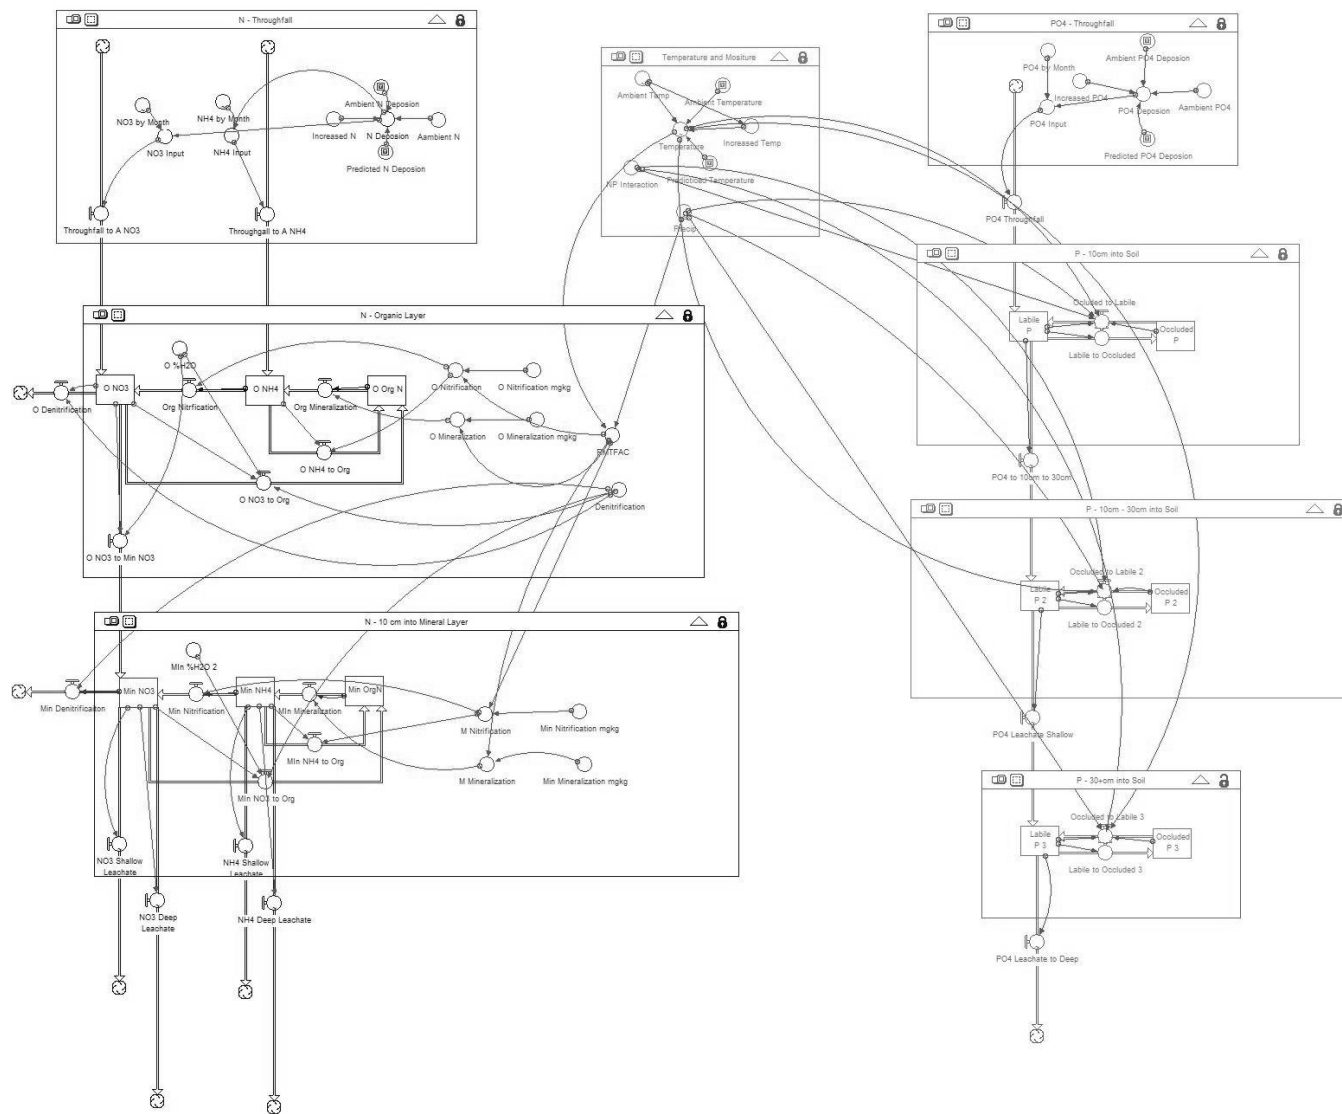 N - Throughfall
NO3 by Month
NH4 by Month
Ambient N Deposion
NO3 Input
NH4 Input
Increased N
N Deposion
Aambient N
Predicted N Deposion
Throughfall to A NO3
Throughgall to A NH4
Temperature and Mositure
Ambient Temp
Ambient Temperature
Temperature
Increased Temp
NP Interaction
Predicticed Temperature
Precip
PO4 - Throughfall
Ambient PO4 Deposion
PO4 by Month
Increased PO4
PO4 Deposion
Aambient PO4
PO4 Input
Predicted PO4 Deposion
PO4 Throughfall
P - 10cm into Soil
Ocluded to Labile
Labile
P
Occluded
P
Labile to Occluded
PO4 to 10cm to 30cm
N - Organic Layer
O %H2O
O NO3
O NH4
O Org N
O Denitrification
Org Nitrfication
Org Mineralization
O Nitrification
O Nitrification mgkg
O Mineralization
O Mineralization mgkg
PMTFAC
O NH4 to Org
O NO3 to Org
Denitrification
O NO3 to Min NO3
P - 10cm - 30cm into Soil
Occluded to Labile 2
Labile
P 2
Occluded
P 2
Labile to Occluded 2
PO4 Leachate Shallow
N - 10 cm into Mineral Layer
MIn %H2O 2
Min NO3
Min NH4
Min OrgN
Min Denitrificaiton
Min Nitrification
MIn Mineralization
M Nitrification
Min Nitrification mgkg
MIn NH4 to Org
M Mineralization
Min Mineralization mgkg
MIn NO3 to Org
NO3 Shallow
Leachate
NH4 Shallow
Leachate
NO3 Deep
Leachate
NH4 Deep Leachate
P - 30+cm into Soil
Occluded to Labile 3
Labile
P 3
Occluded
P 3
Labile to Occluded 3
PO4 Leachate to Deep